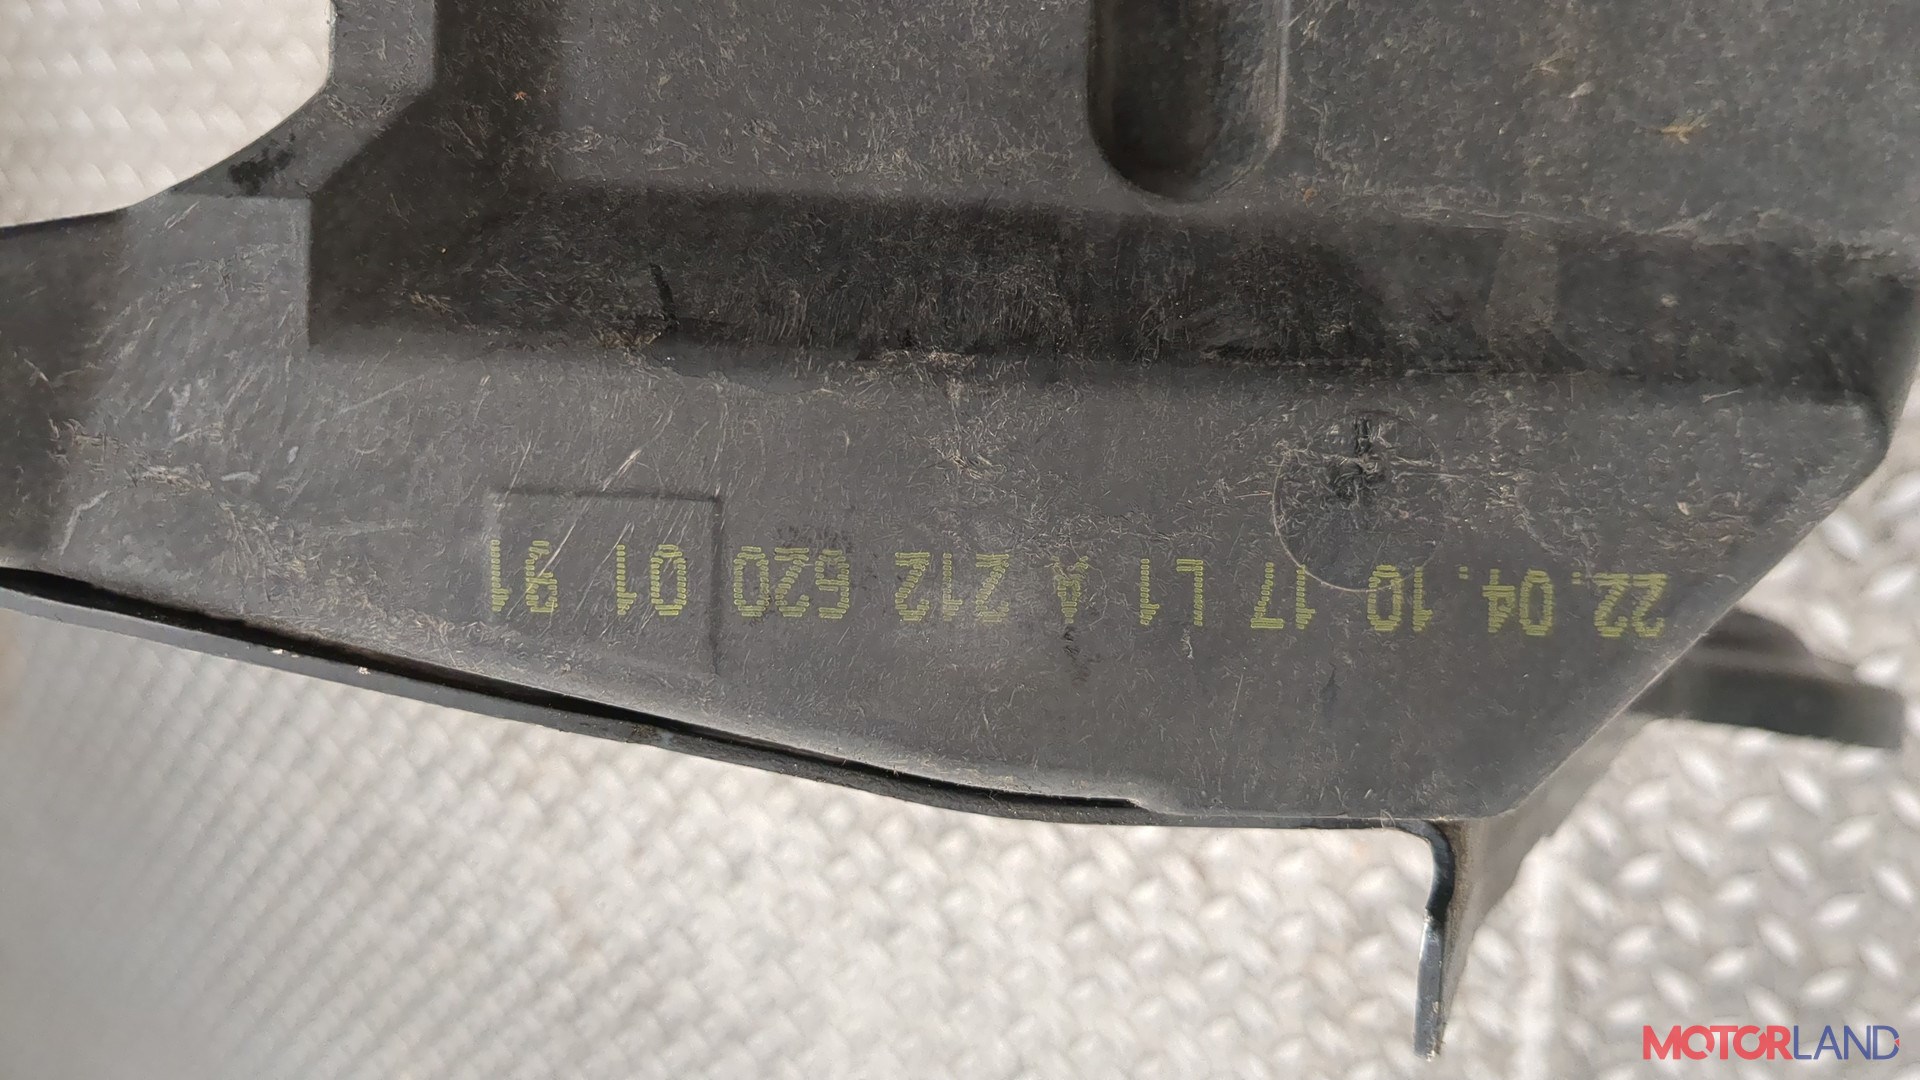 22.04.10 17 L1 A 212 620 01 91
MOTORLAND